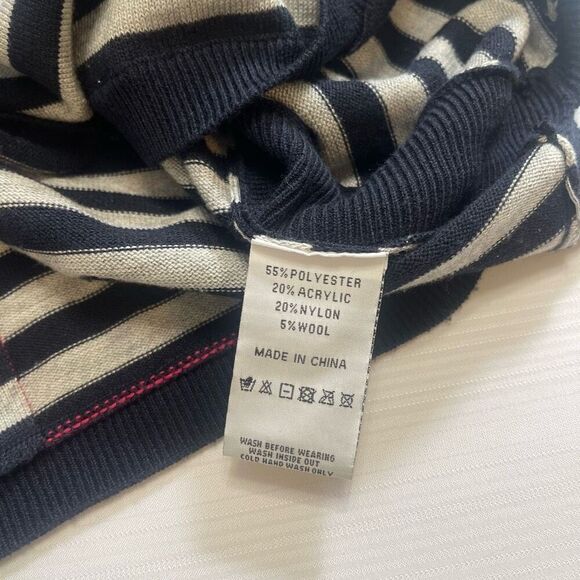 55%POLYESTER
20%ACRYLIC
20%NYLON
5%WOOL
MADE IN CHINA
WASH BEFORE WEARING
WASH INSIDE OUT
COLD HAND WASH ONLY